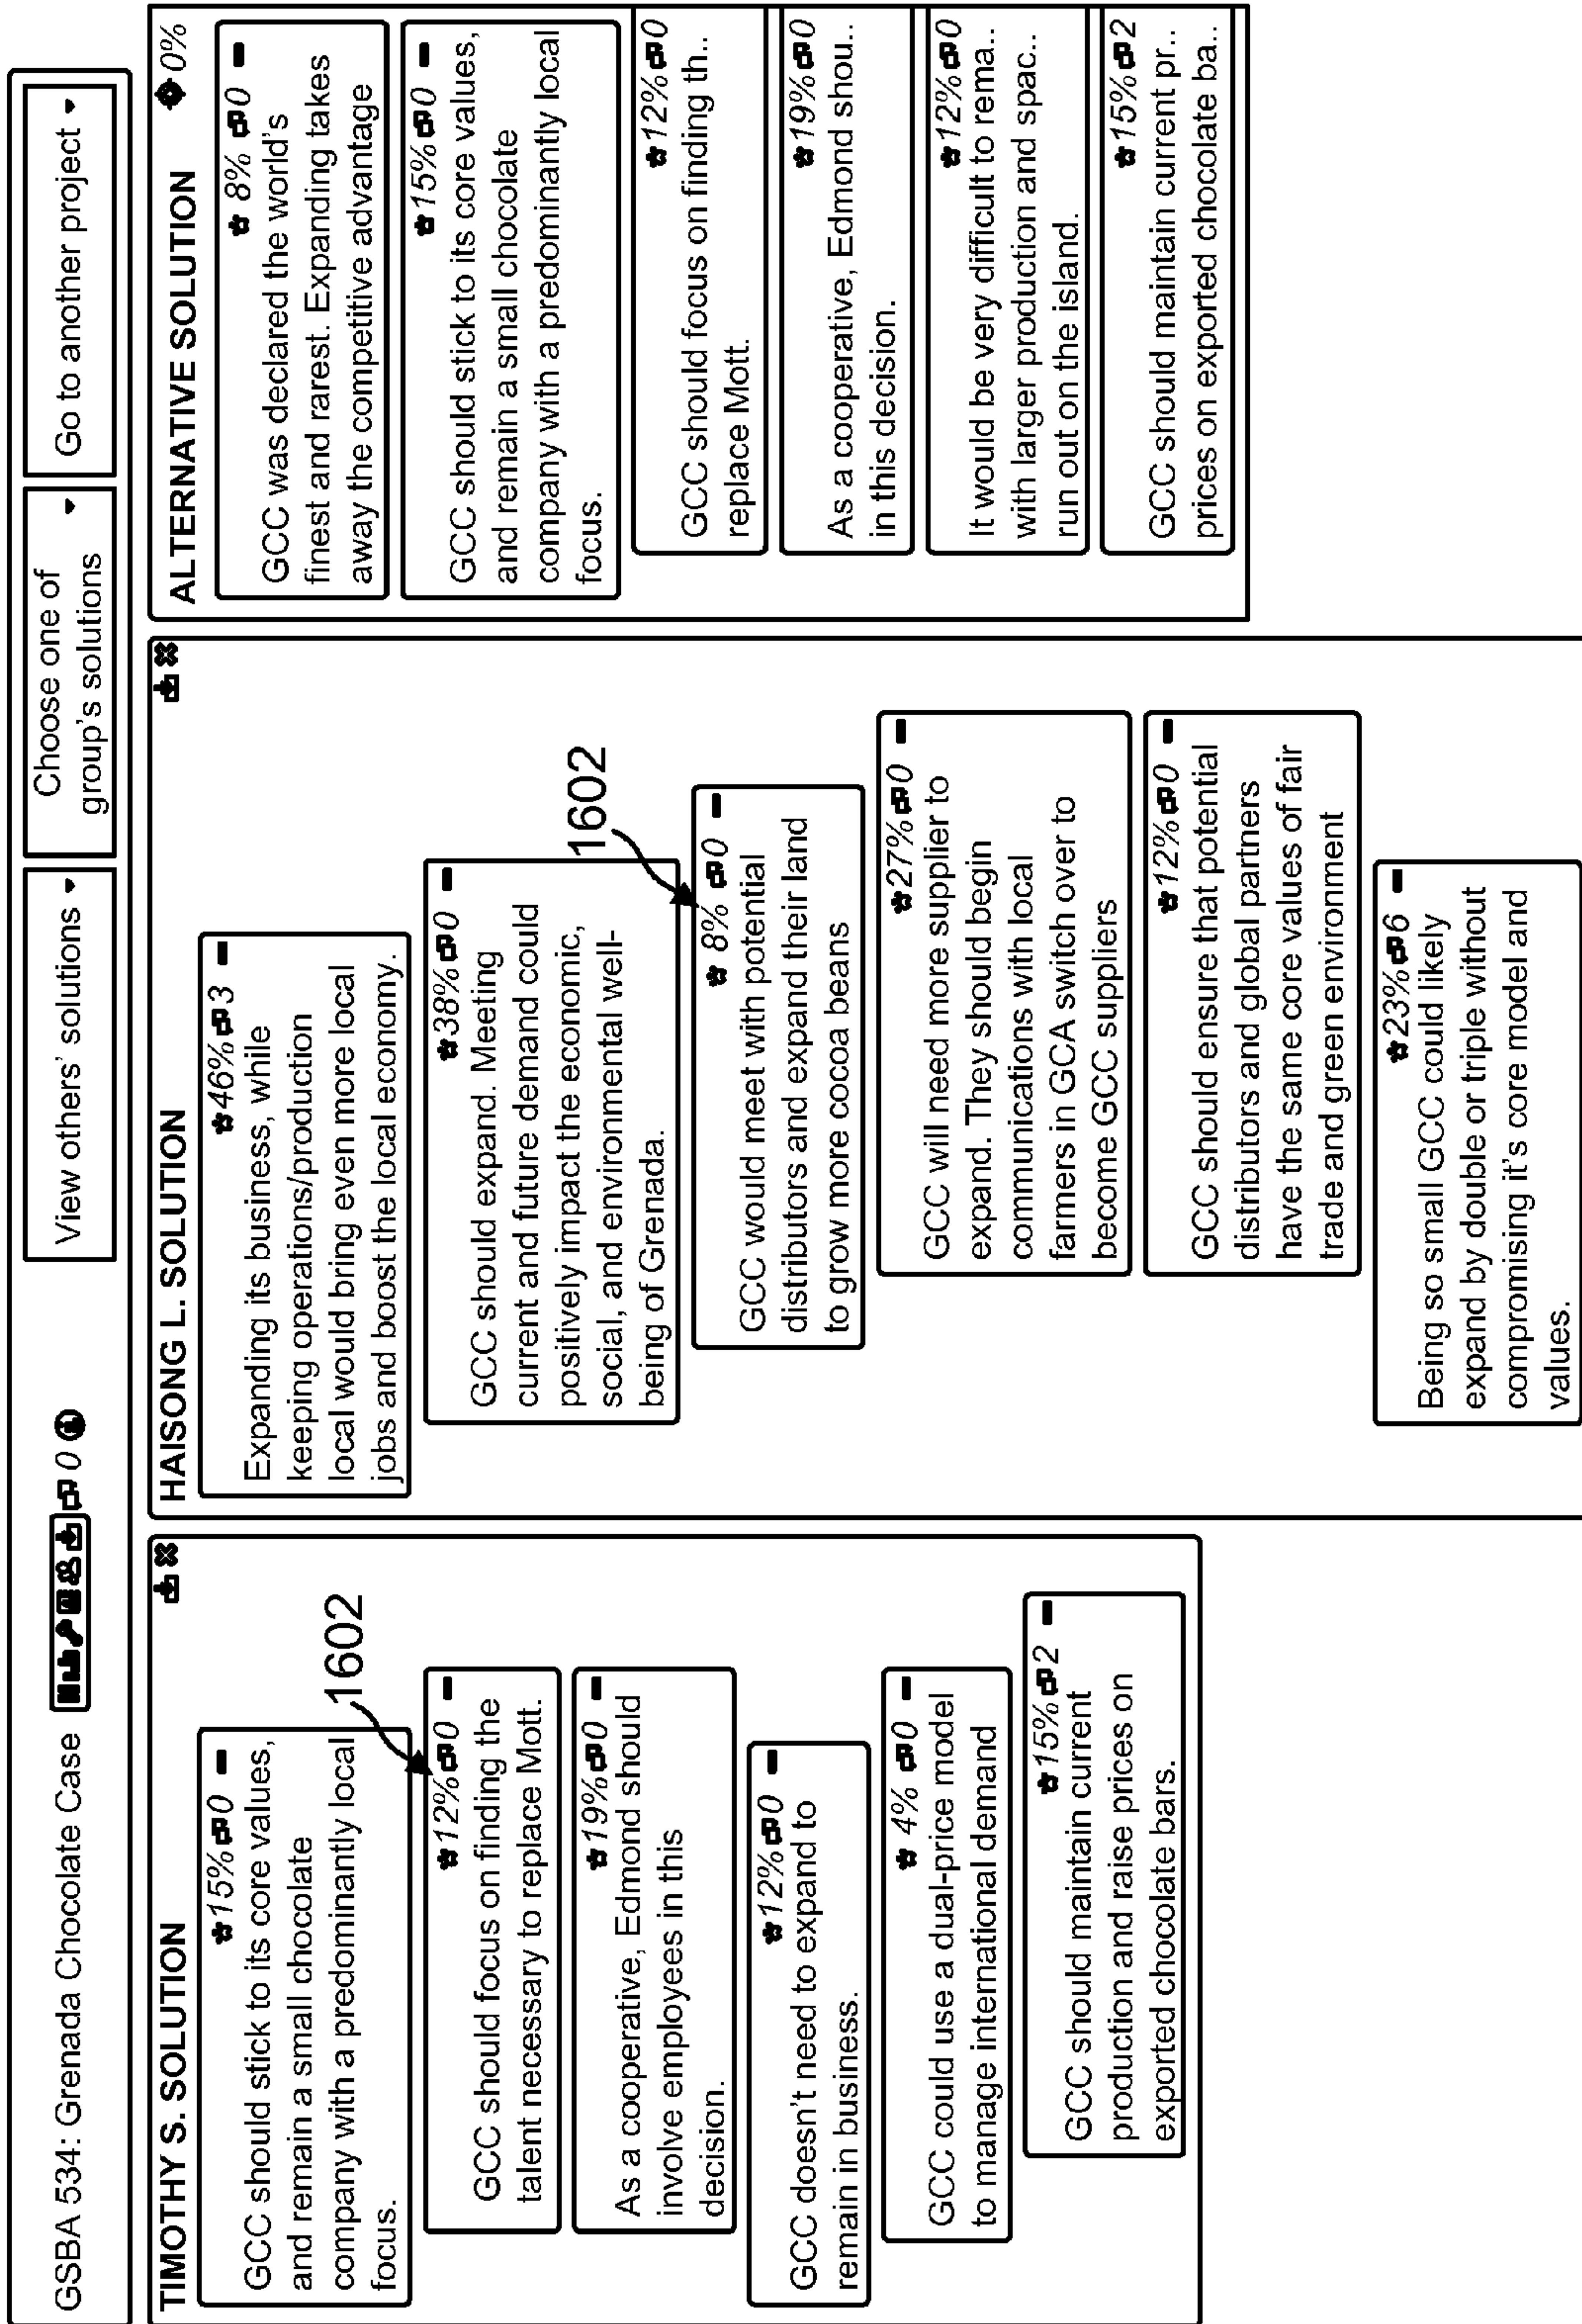 GSBA 534: Grenada Chocolate Case
0
View others' solutions
Choose one of
group's solutions
Go to another project
TIMOTHY S. SOLUTION
15% 0
GCC should stick to its core values,
and remain a small chocolate
company with a predominantly local
focus.
1602
12% 0
GCC should focus on finding the
talent necessary to replace Mott.
19% 0
As a cooperative, Edmond should
involve employees in this
decision.
12% 0
GCC doesn't need to expand to
remain in business.
4% 0
GCC could use a dual-price model
to manage international demand
15% 2
GCC should maintain current
production and raise prices on
exported chocolate bars.
HAISONG L. SOLUTION
46% 3
Expanding its business, while
keeping operations/production
local would bring even more local
jobs and boost the local economy.
38% 0
GCC should expand. Meeting
current and future demand could
positively impact the economic,
social, and environmental well-
being of Grenada.
1602
8% 0
GCC would meet with potential
distributors and expand their land
to grow more cocoa beans
27% 0
GCC will need more supplier to
expand. They should begin
communications with local
farmers in GCA switch over to
become GCC suppliers
12% 0
GCC should ensure that potential
distributors and global partners
have the same core values of fair
trade and green environment
23% 6
Being so small GCC could likely
expand by double or triple without
compromising it's core model and
values.
ALTERNATIVE SOLUTION
0%
8% 0
GCC was declared the world's
finest and rarest. Expanding takes
away the competitive advantage
15% 0
GCC should stick to its core values,
and remain a small chocolate
company with a predominantly local
focus.
12% 0
GCC should focus on finding th..
replace Mott.
19% 0
As a cooperative, Edmond shou..
in this decision.
12% 0
It would be very difficult to rema..
with larger production and spac..
run out on the island.
15% 2
GCC should maintain current pr..
prices on exported chocolate ba..